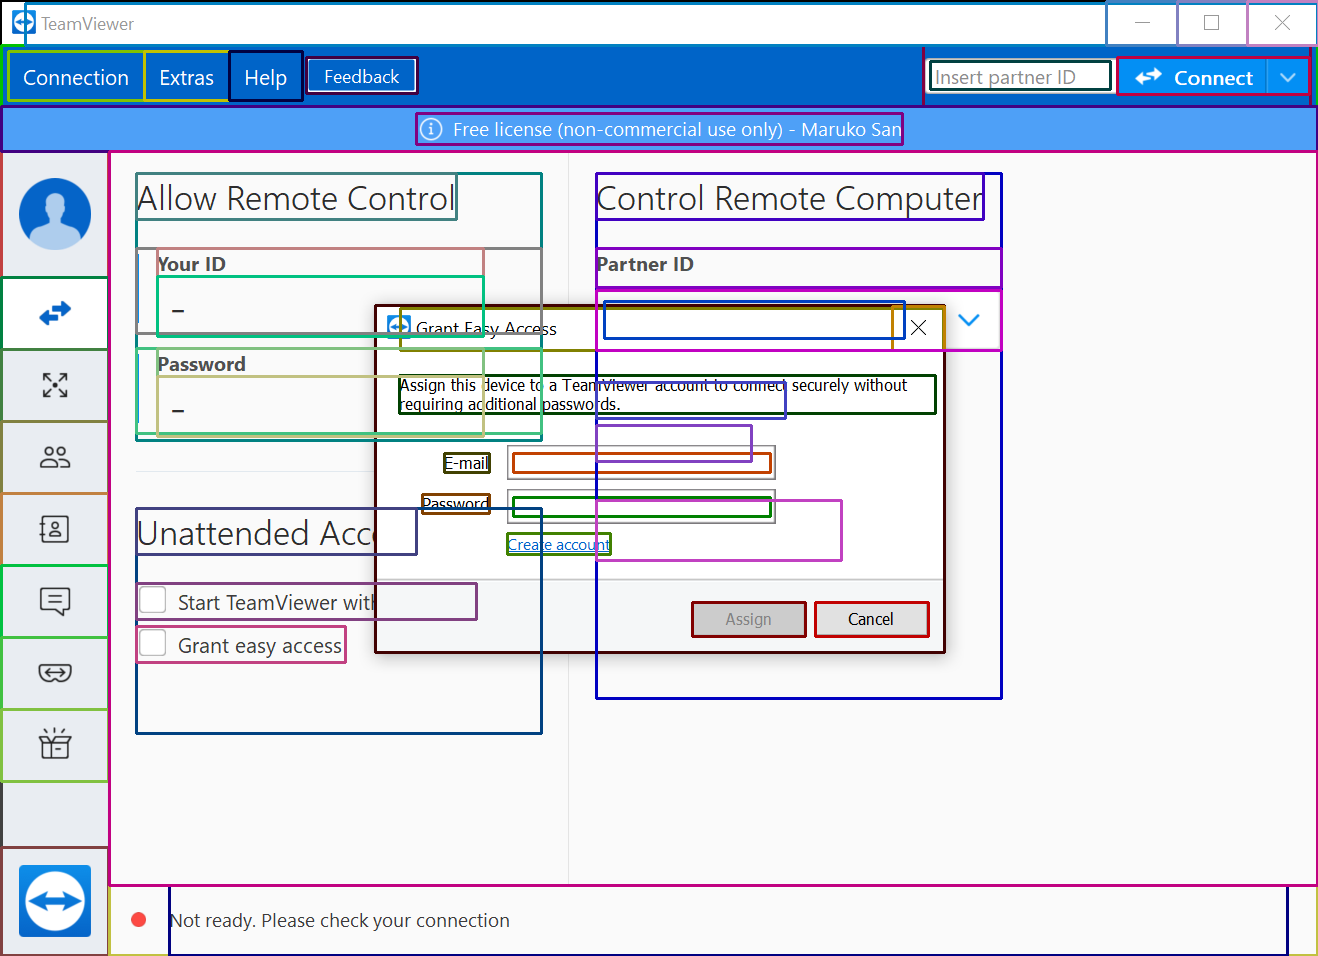 TeamViewer
Connection
Extras
Help
Feedback
Insert partner ID
Connect
Free license (non-commercial use only) - Maruko San
Allow Remote Control
Control Remote Computer
Your ID
–
Partner ID
Grant Easy Access
Password
–
Assign this device to a TeamViewer account to connect securely without
requiring additional passwords.
E-mail
Password
Create account
Unattended Acc
Start TeamViewer with
Grant easy access
Assign
Cancel
Not ready. Please check your connection